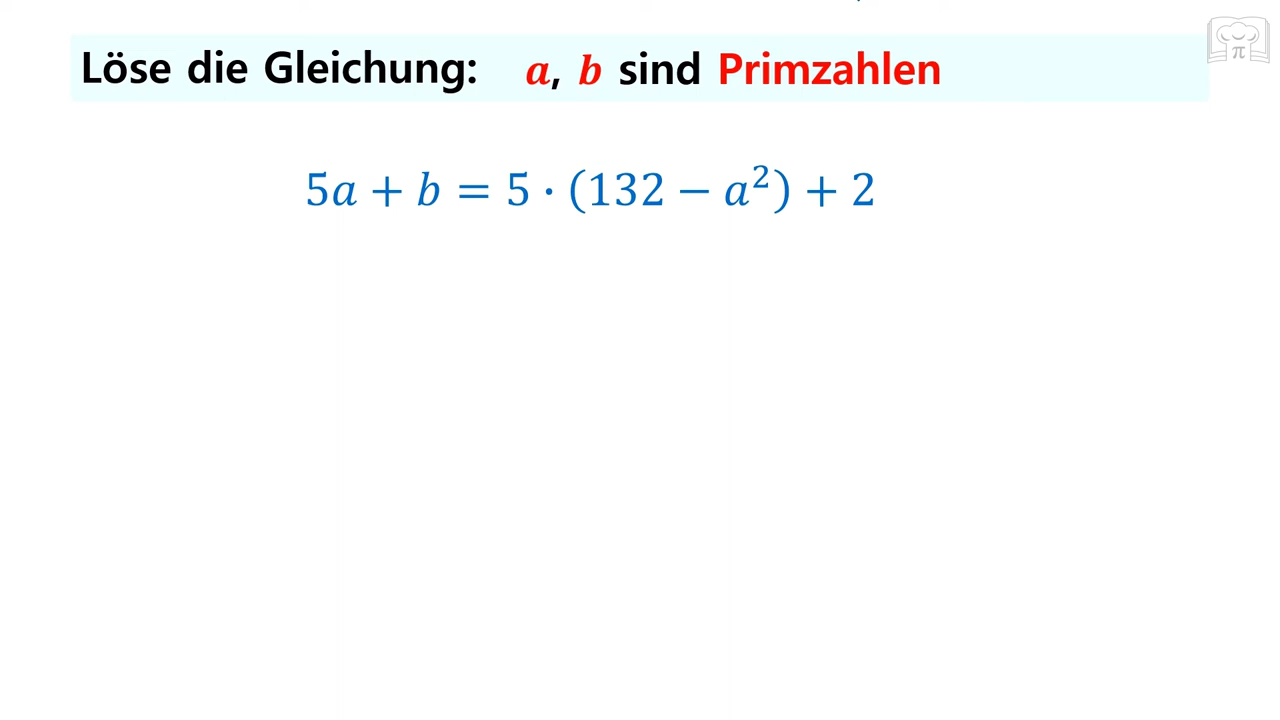 Löse die Gleichung: a, b sind Primzahlen
5a + b = 5 · (132 − a²) + 2
π